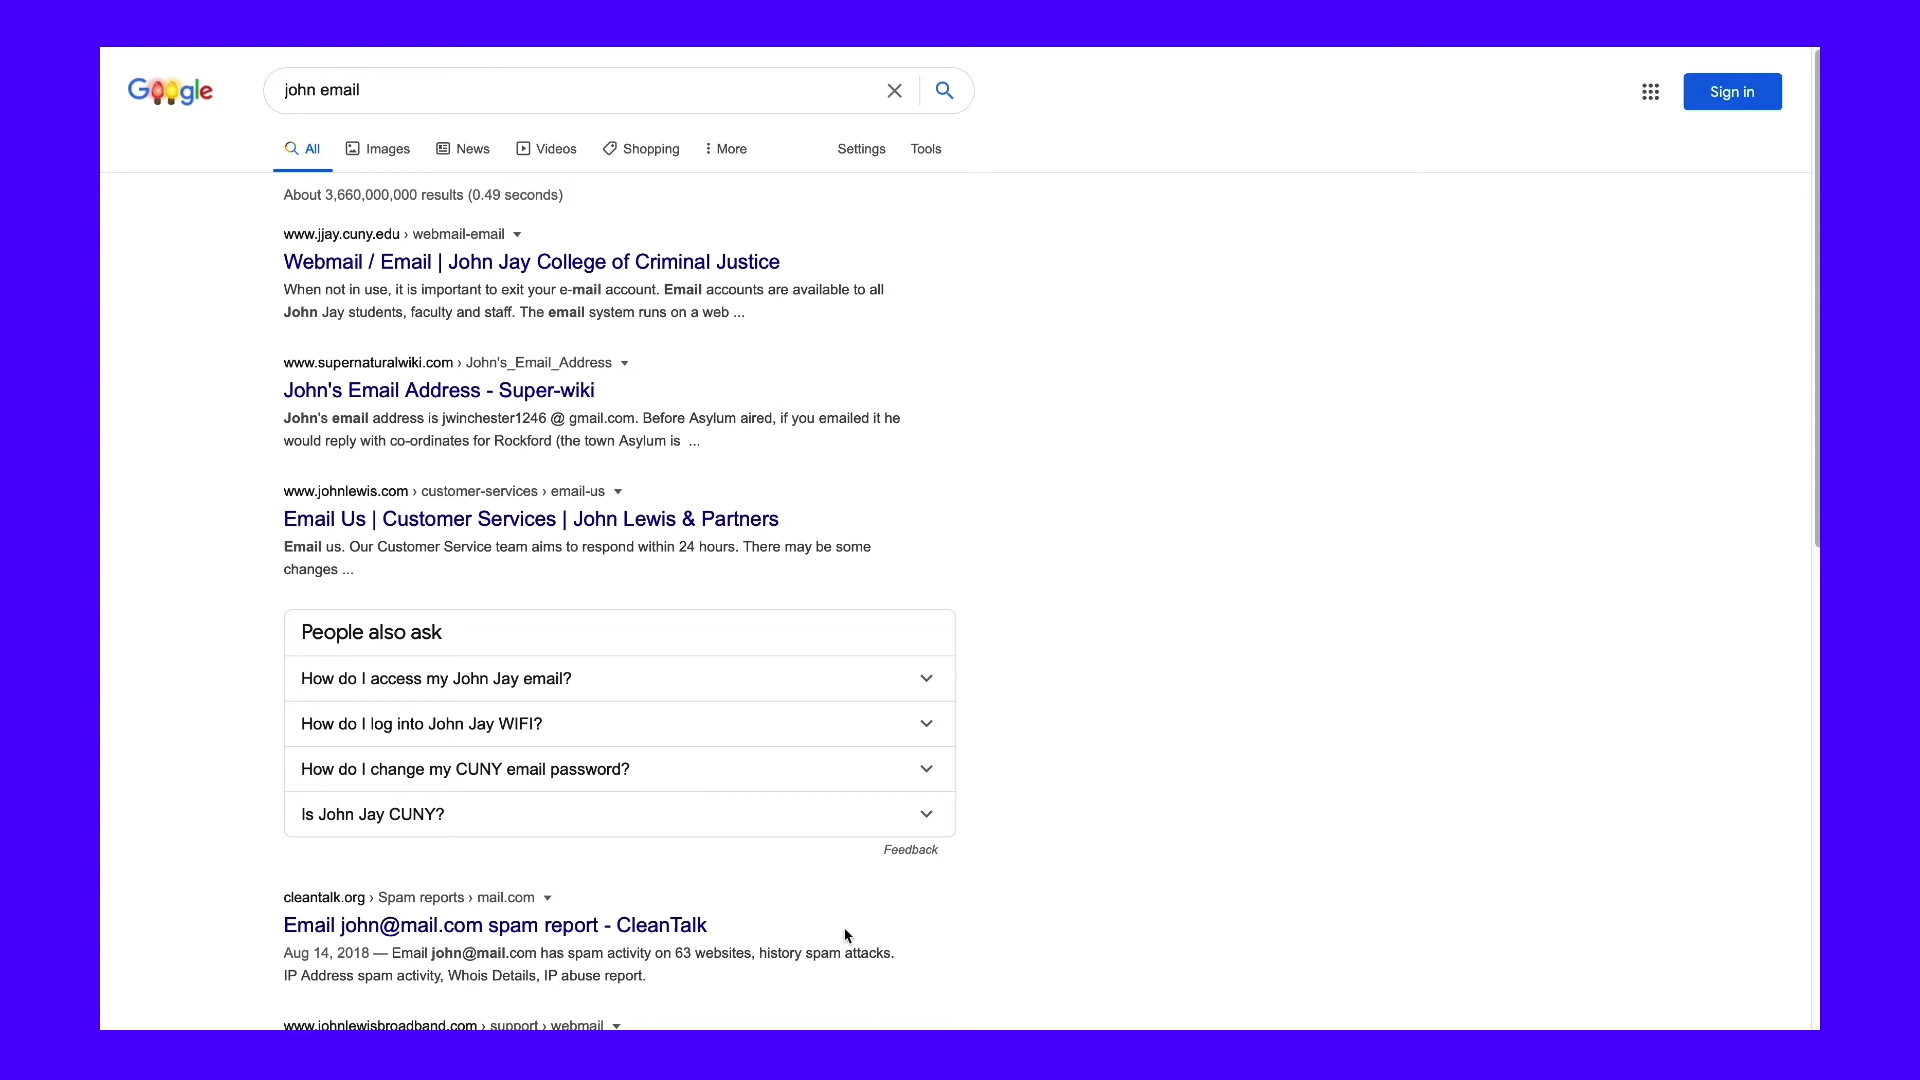 Google
john email
Sign in
All Images News Videos Shopping More Settings Tools
About 3,660,000,000 results (0.49 seconds)
www.jjay.cuny.edu › webmail-email
Webmail / Email | John Jay College of Criminal Justice
When not in use, it is important to exit your e-mail account. Email accounts are available to all
John Jay students, faculty and staff. The email system runs on a web ...
www.supernaturalwiki.com › John's_Email_Address
John's Email Address - Super-wiki
John's email address is jwinchester1246 @ gmail.com. Before Asylum aired, if you emailed it he
would reply with co-ordinates for Rockford (the town Asylum is ...
www.johnlewis.com › customer-services › email-us
Email Us | Customer Services | John Lewis & Partners
Email us. Our Customer Service team aims to respond within 24 hours. There may be some
changes ...
People also ask
How do I access my John Jay email?
How do I log into John Jay WIFI?
How do I change my CUNY email password?
Is John Jay CUNY?
Feedback
cleantalk.org › Spam reports › mail.com
Email john@mail.com spam report - CleanTalk
Aug 14, 2018 — Email john@mail.com has spam activity on 63 websites, history spam attacks.
IP Address spam activity, Whois Details, IP abuse report.
www.johnlewisbroadband.com › support › webmail